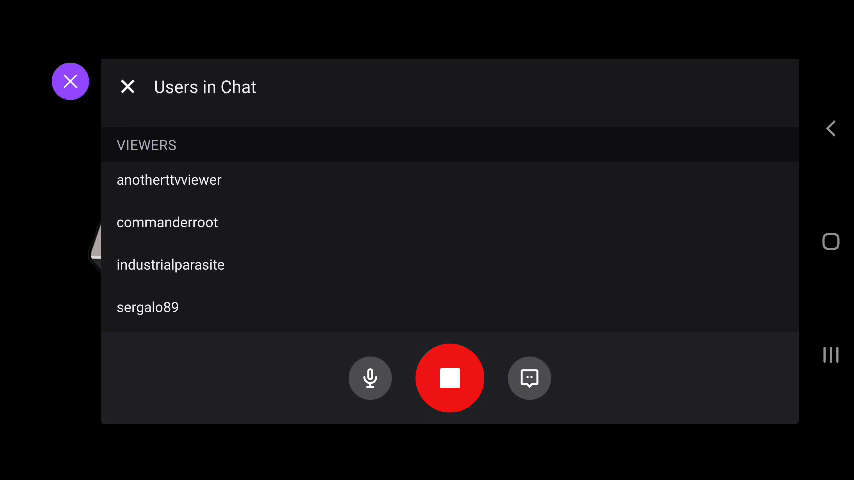 Users in Chat
VIEWERS
anotherttvviewer
commanderroot
industrialparasite
sergalo89